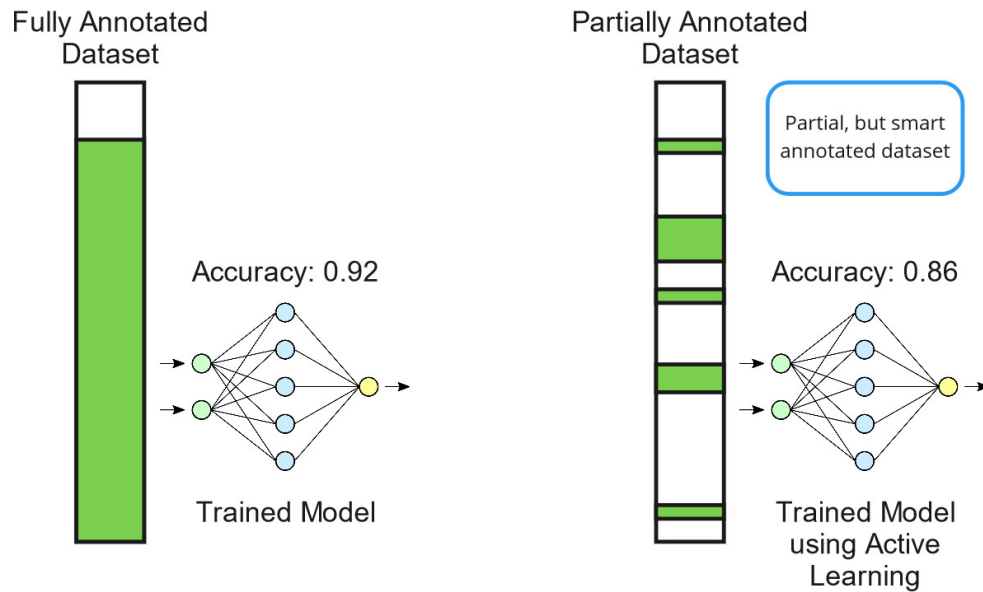 Fully Annotated
Dataset
Accuracy: 0.92
Trained Model
Partially Annotated
Dataset
Partial, but smart
annotated dataset
Accuracy: 0.86
Trained Model
using Active
Learning